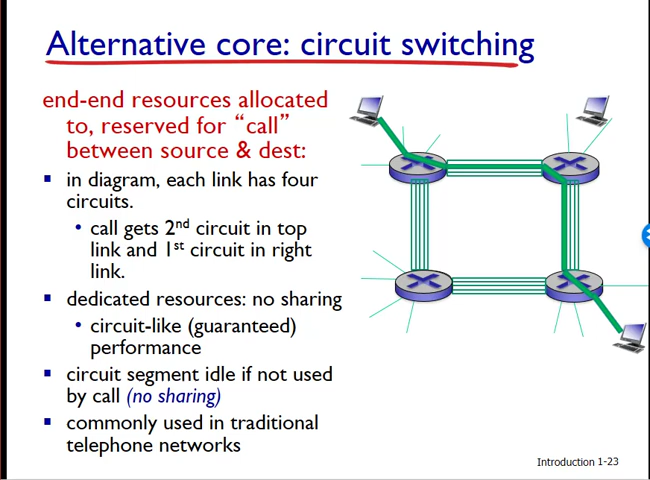 Alternative core: circuit switching
end-end resources allocated
to, reserved for “call”
between source & dest:
▪ in diagram, each link has four
circuits.
• call gets 2nd circuit in top
link and 1st circuit in right
link.
▪ dedicated resources: no sharing
• circuit-like (guaranteed)
performance
▪ circuit segment idle if not used
by call (no sharing)
▪ commonly used in traditional
telephone networks
Introduction 1-23